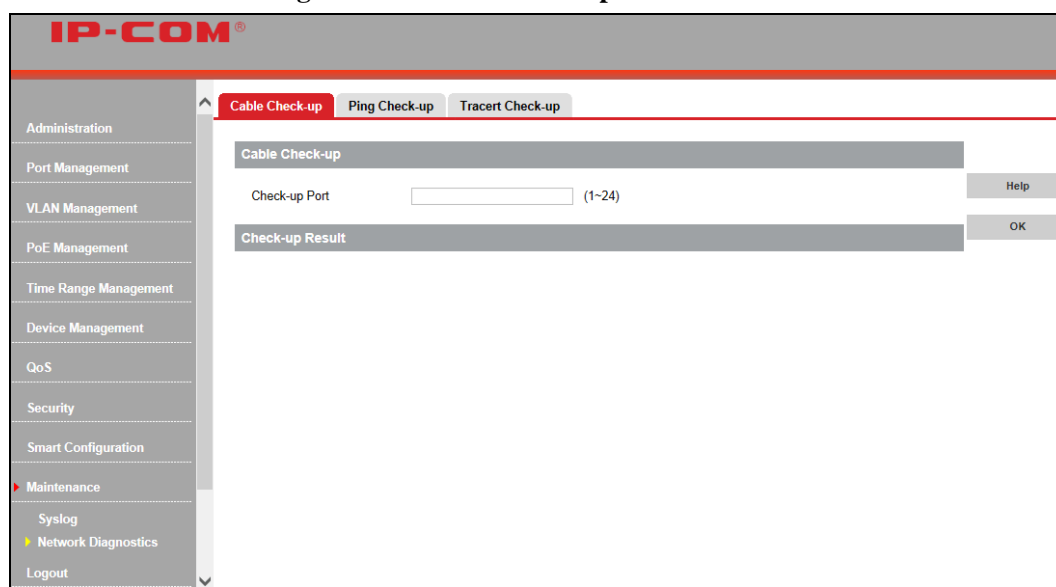 IP-COM®
Cable Check-up Ping Check-up Tracert Check-up
Administration
Port Management
VLAN Management
PoE Management
Time Range Management
Device Management
QoS
Security
Smart Configuration
Maintenance
Syslog
Network Diagnostics
Logout
Cable Check-up
Check-up Port (1~24)
Check-up Result
Help
OK